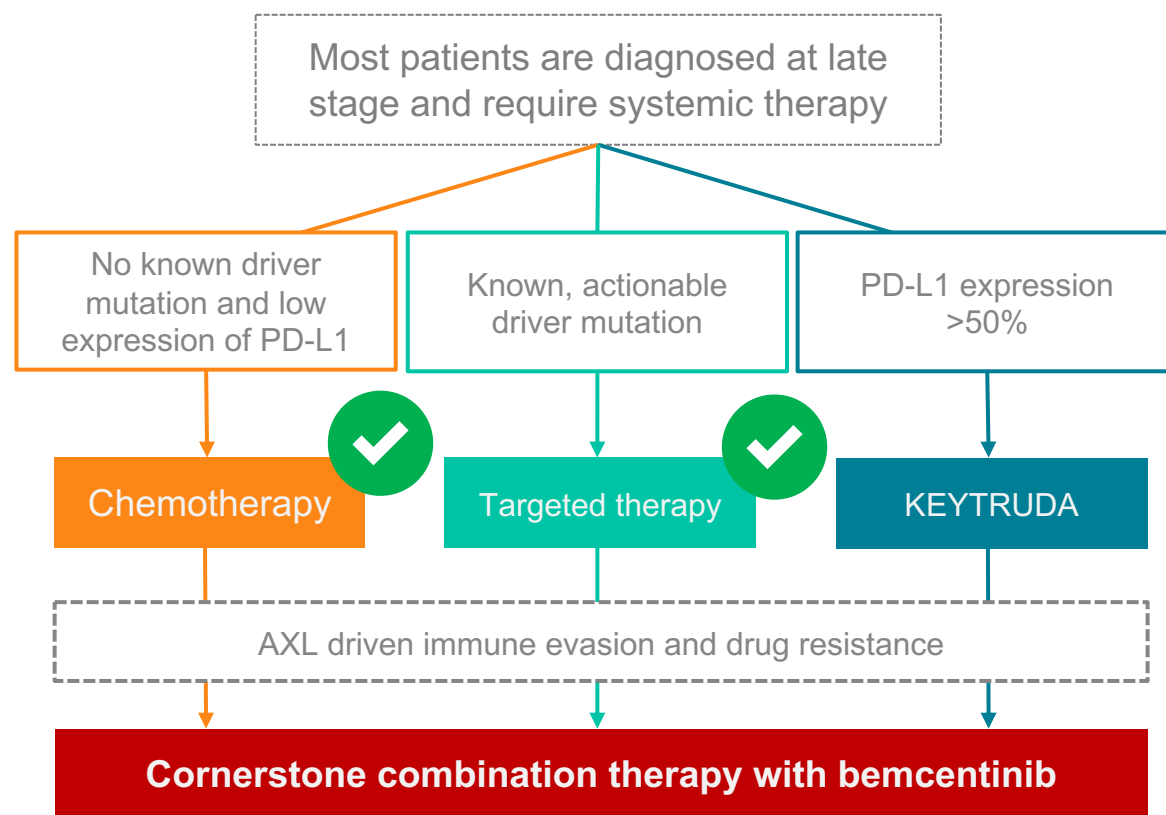 Most patients are diagnosed at late
stage and require systemic therapy
No known driver
mutation and low
expression of PD-L1
Known, actionable
driver mutation
PD-L1 expression
>50%
Chemotherapy
Targeted therapy
KEYTRUDA
AXL driven immune evasion and drug resistance
Cornerstone combination therapy with bemcentinib